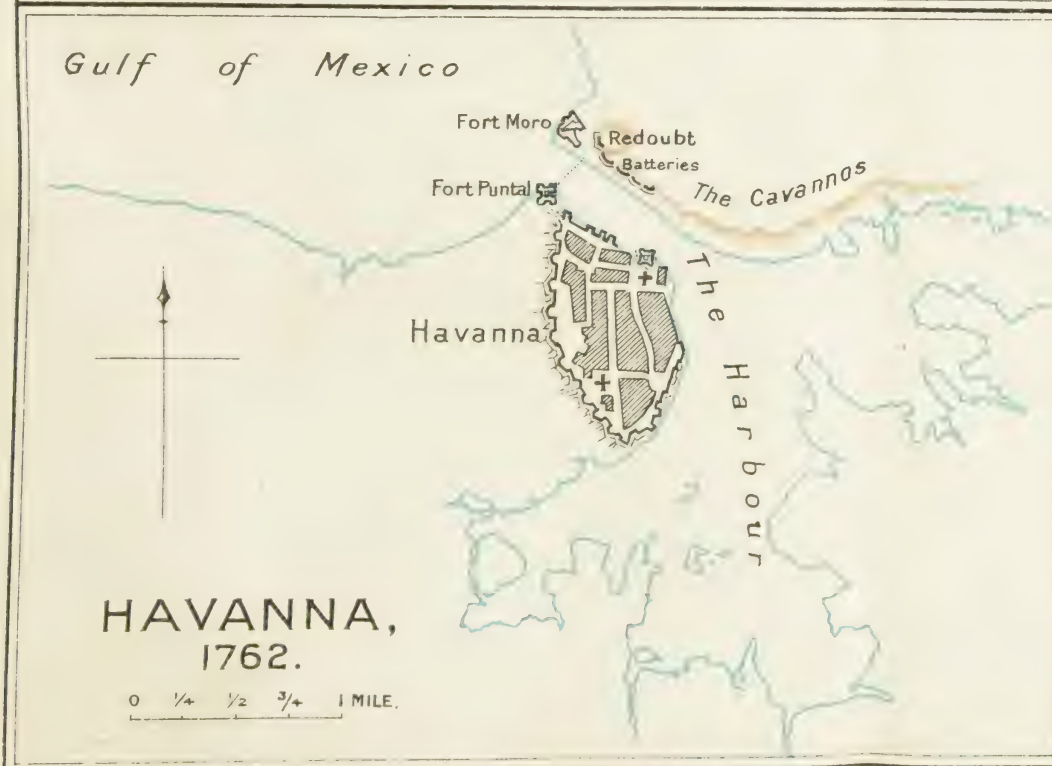 Gulf of Mexico
Fort Moro
Redoubt
Batteries
The Cavannos
Fort Puntal
The Harbour
Havanna
HAVANNA,
1762.
0 1/4 1/2 3/4 1 MILE.